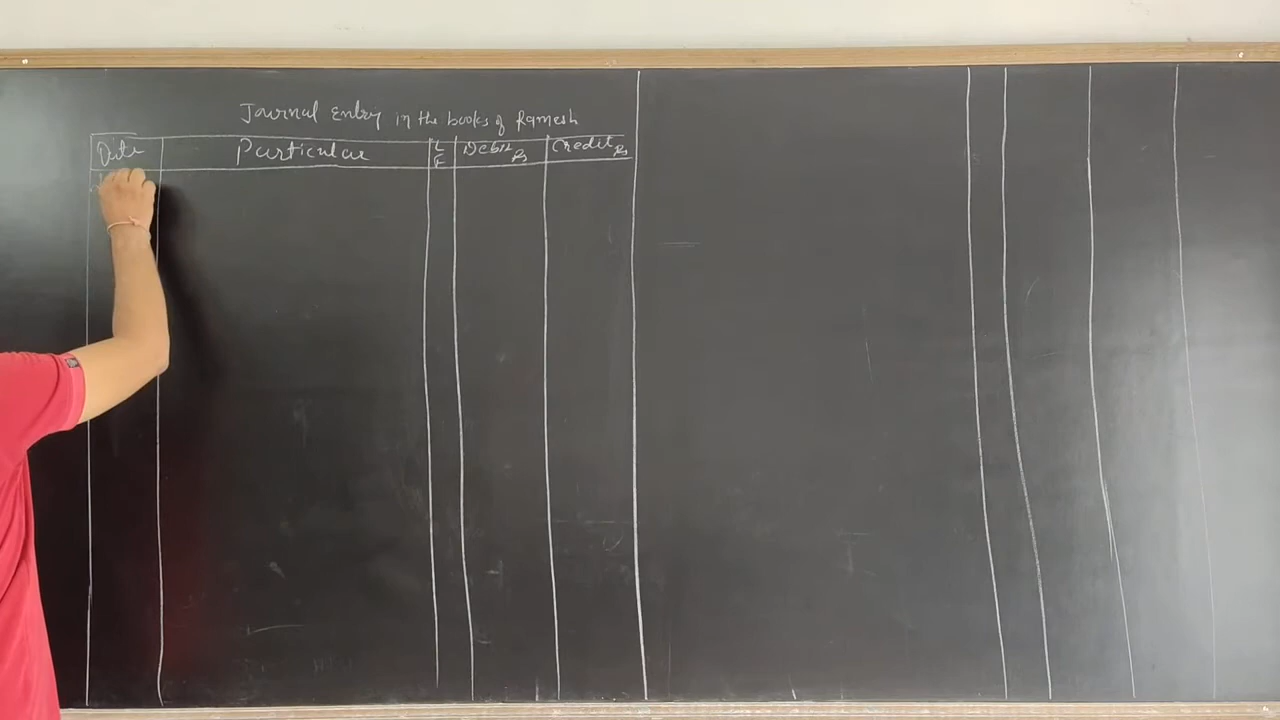 Journal Entry in the books of Ramesh
Date Particular L F Debit Rs Credit Rs